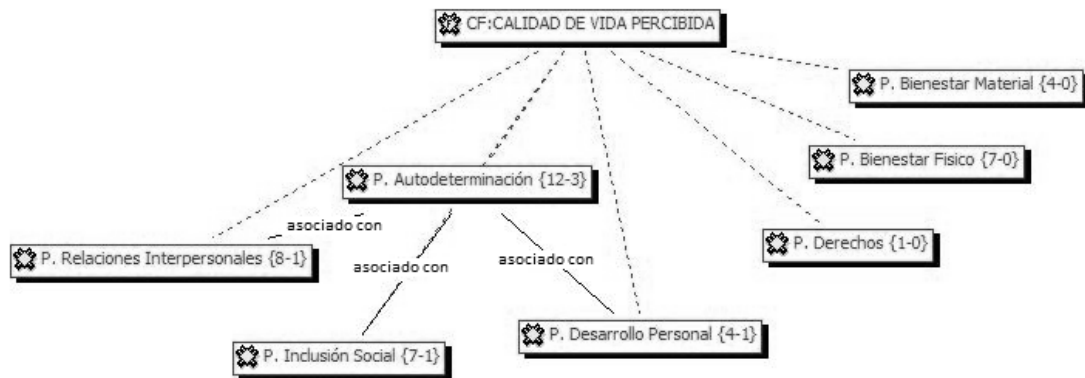 CF:CALIDAD DE VIDA PERCIBIDA
P. Bienestar Material {4-0}
P. Bienestar Fisico {7-0}
P. Autodeterminación {12-3}
asociado con
P. Derechos {1-0}
P. Relaciones Interpersonales {8-1}
asociado con
asociado con
P. Desarrollo Personal {4-1}
P. Inclusión Social {7-1}